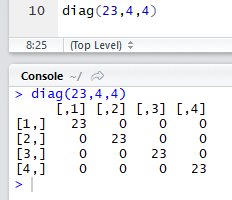 10 diag(23,4,4)
8:25 (Top Level)
Console ~/
> diag(23,4,4)
[,1] [,2] [,3] [,4]
[1,] 23 0 0 0
[2,] 0 23 0 0
[3,] 0 0 23 0
[4,] 0 0 0 23
>